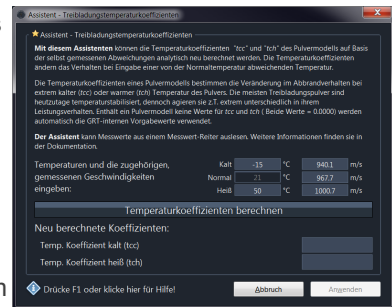 s
Assistent - Treibladungstemperaturkoeffizienten
Assistent - Treibladungstemperaturkoeffizienten
Mit diesem Assistenten können die Temperaturkoeffizienten "tcc" und "tch" des Pulvermodells auf Basis
der selbst gemessenen Abweichungen analytisch neu berechnet werden. Die Temperaturkoeffizienten
ändern das Verhalten bei Eingabe einer von der Normaltemperatur abweichenden Temperatur.
Die Temperaturkoeffizienten eines Pulvermodells bestimmen die Veränderung im Abbrandverhalten bei
extrem kalter (tcc) oder warmer (tch) Temperatur des Pulvers. Die meisten Treibladungspulver sind
heutzutage temperaturstabilisiert, dennoch agieren sie z.T. extrem unterschiedlich in ihrem
Leistungsverhalten. Enthält ein Pulvermodell keine Werte für tcc und tch ( Beide Werte = 0.0000) werden
automatisch die GRT-internen Vorgabewerte verwendet.
Der Assistent kann Messwerte aus einem Messwert-Reiter auslesen. Weitere Informationen finden sie in
der Dokumentation.
Temperaturen und die zugehörigen,
gemessenen Geschwindigkeiten
eingeben:
Kalt -15 °C 940.1 m/s
Normal 21 °C 967.7 m/s
Heiß 50 °C 1000.7 m/s
Temperaturkoeffizienten berechnen
Neu berechnete Koeffizienten:
Temp. Koeffizient kalt (tcc)
Temp. Koeffizient heiß (tch)
n
Drücke F1 oder klicke hier für Hilfe!
Abbruch
Anwenden